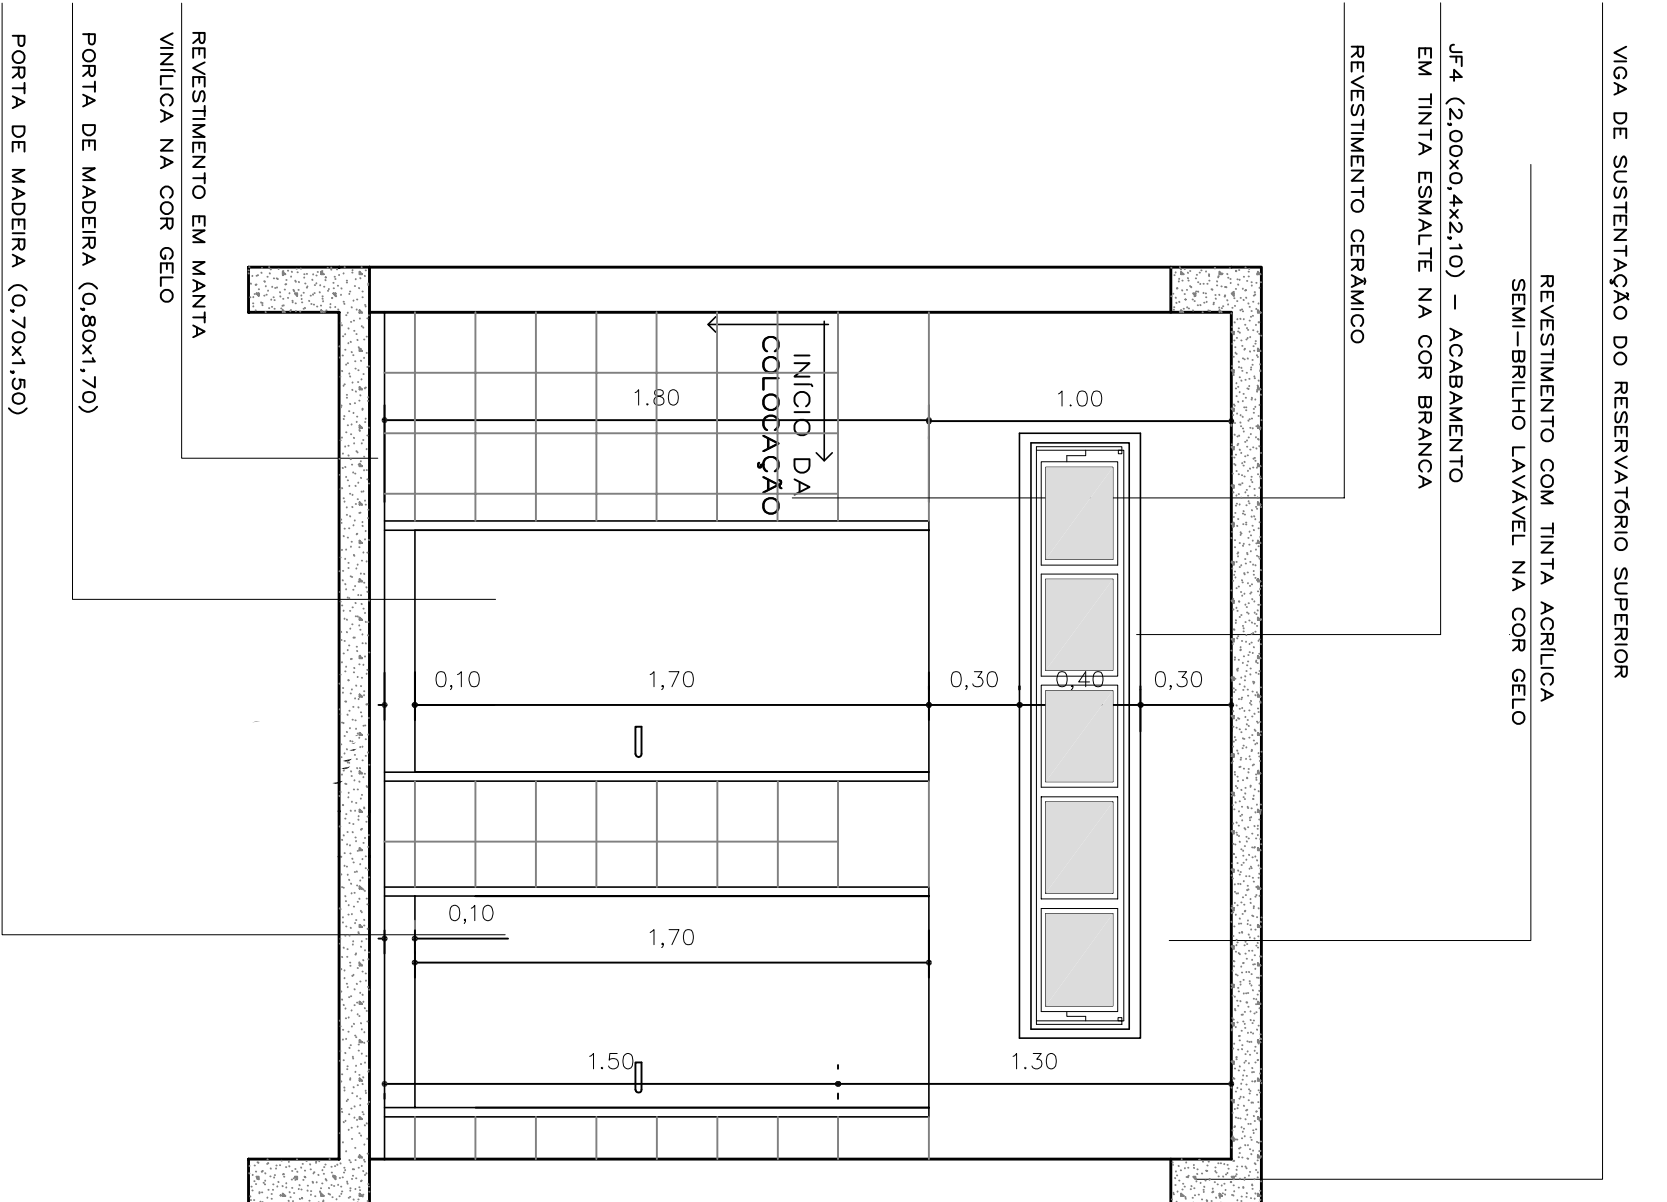 VIGA DE SUSTENTAÇÃO DO RESERVATÓRIO SUPERIOR
REVESTIMENTO COM TINTA ACRÍLICA
SEMI-BRILHO LAVÁVEL NA COR GELO
JF4 (2,00x0,4x2,10) - ACABAMENTO
EM TINTA ESMALTE NA COR BRANCA
REVESTIMENTO CERÂMICO
INÍCIO DA
COLOCAÇÃO
REVESTIMENTO EM MANTA
VINÍLICA NA COR GELO
PORTA DE MADEIRA (0,80x1,70)
PORTA DE MADEIRA (0,70x1,50)
1.80
1.00
0,10
1,70
0,30
0,40
0,30
0,10
1,70
1.50
1.30